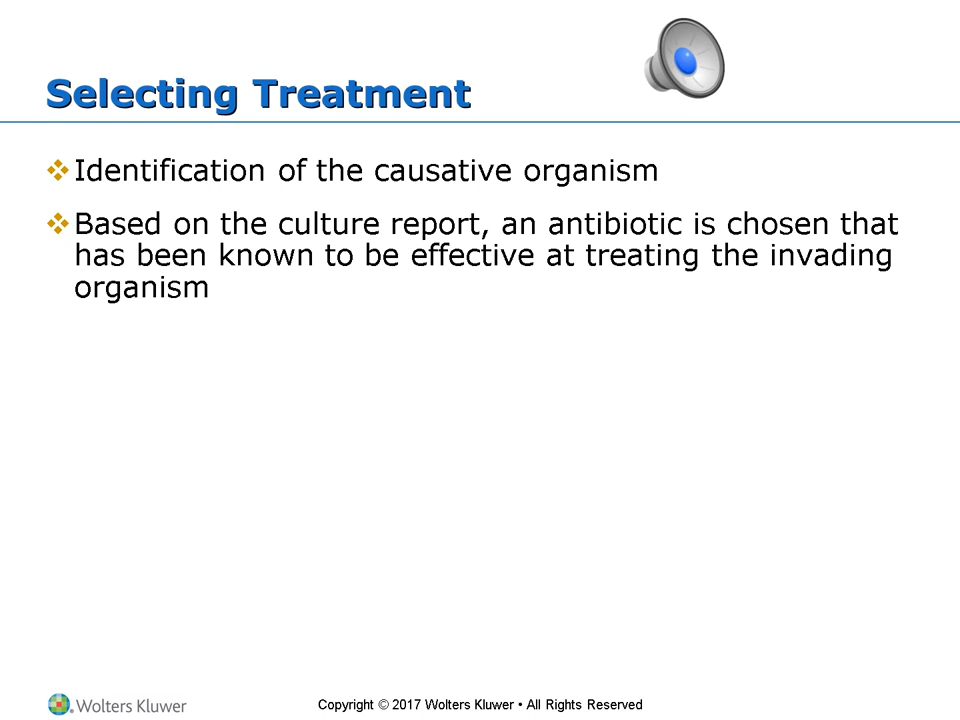 Selecting Treatment
Identification of the causative organism
Based on the culture report, an antibiotic is chosen that
has been known to be effective at treating the invading
organism
Wolters Kluwer
Copyright © 2017 Wolters Kluwer • All Rights Reserved